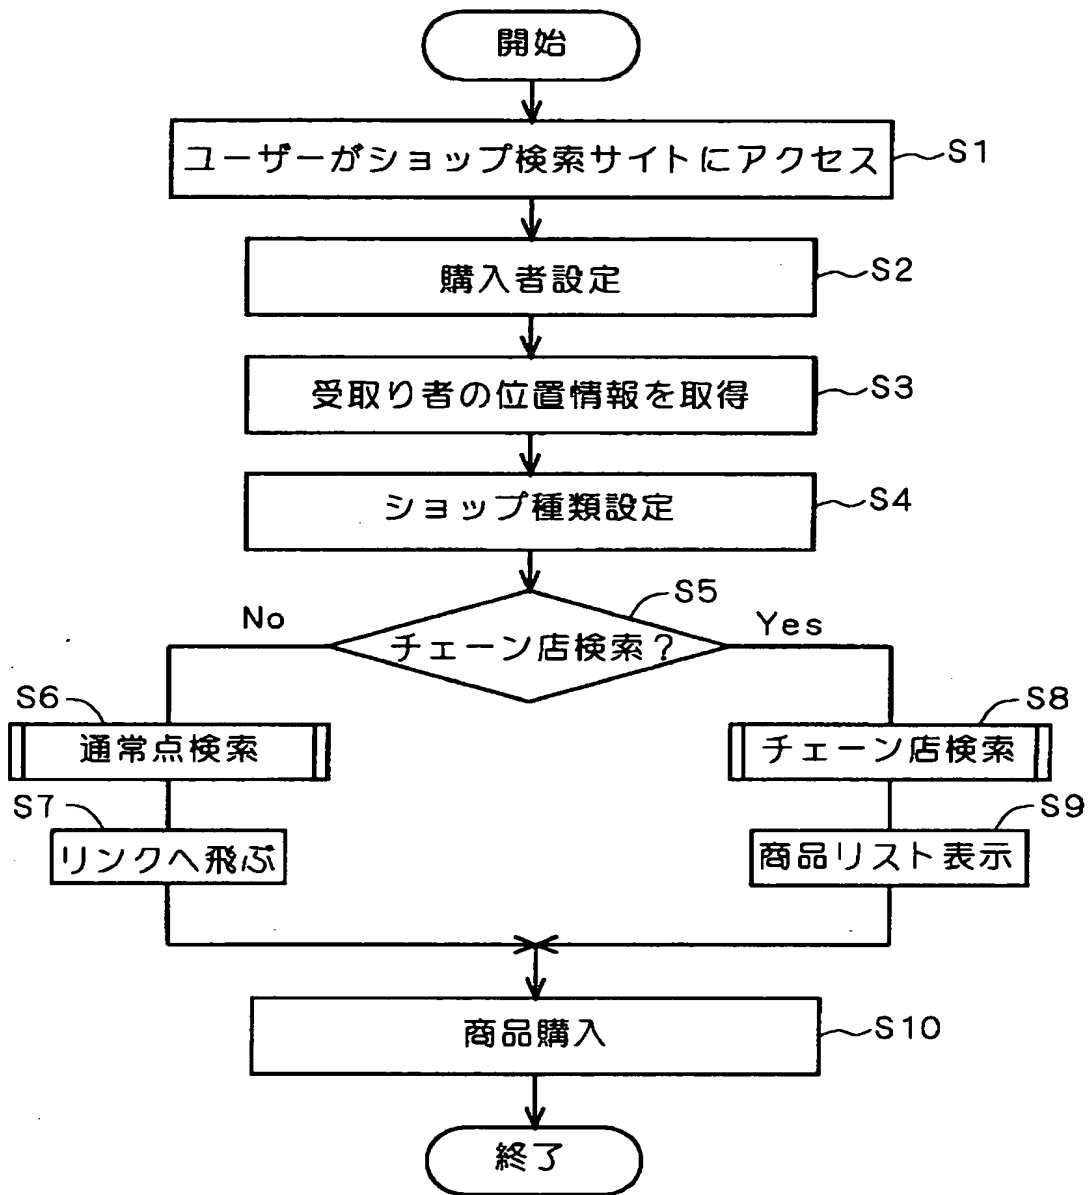 開始
ユーザーがショップ検索サイトにアクセス
S1
購入者設定
S2
受取り者の位置情報を取得
S3
ショップ種類設定
S4
S5
No
チェーン店検索?
Yes
S6
通常点検索
S8
チェーン店検索
S7
リンクへ飛ぶ
S9
商品リスト表示
商品購入
S10
終了